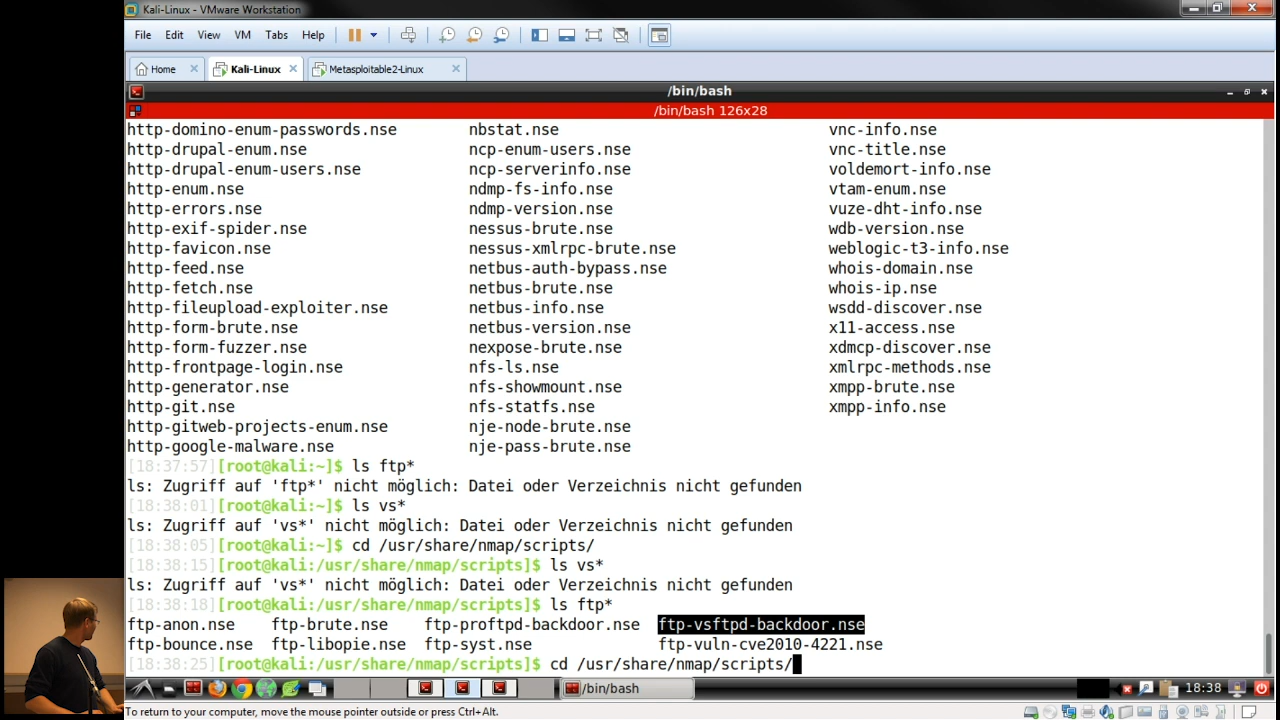 Kali-Linux - VMware Workstation
File Edit View VM Tabs Help
Home Kali-Linux Metasploitable2-Linux
/bin/bash
/bin/bash 126x28
http-domino-enum-passwords.nse nbstat.nse vnc-info.nse
http-drupal-enum.nse ncp-enum-users.nse vnc-title.nse
http-drupal-enum-users.nse ncp-serverinfo.nse voldemort-info.nse
http-enum.nse ndmp-fs-info.nse vtam-enum.nse
http-errors.nse ndmp-version.nse vuze-dht-info.nse
http-exif-spider.nse nessus-brute.nse wdb-version.nse
http-favicon.nse nessus-xmlrpc-brute.nse weblogic-t3-info.nse
http-feed.nse netbus-auth-bypass.nse whois-domain.nse
http-fetch.nse netbus-brute.nse whois-ip.nse
http-fileupload-exploiter.nse netbus-info.nse wsdd-discover.nse
http-form-brute.nse netbus-version.nse x11-access.nse
http-form-fuzzer.nse nexpose-brute.nse xdmcp-discover.nse
http-frontpage-login.nse nfs-ls.nse xmlrpc-methods.nse
http-generator.nse nfs-showmount.nse xmpp-brute.nse
http-git.nse nfs-statfs.nse xmpp-info.nse
http-gitweb-projects-enum.nse nje-node-brute.nse
http-google-malware.nse nje-pass-brute.nse
[18:37:57][root@kali:~]$ ls ftp*
ls: Zugriff auf 'ftp*' nicht möglich: Datei oder Verzeichnis nicht gefunden
[18:38:01][root@kali:~]$ ls vs*
ls: Zugriff auf 'vs*' nicht möglich: Datei oder Verzeichnis nicht gefunden
[18:38:05][root@kali:~]$ cd /usr/share/nmap/scripts/
[18:38:15][root@kali:/usr/share/nmap/scripts]$ ls vs*
ls: Zugriff auf 'vs*' nicht möglich: Datei oder Verzeichnis nicht gefunden
[18:38:18][root@kali:/usr/share/nmap/scripts]$ ls ftp*
ftp-anon.nse ftp-brute.nse ftp-proftpd-backdoor.nse ftp-vsftpd-backdoor.nse
ftp-bounce.nse ftp-libopie.nse ftp-syst.nse ftp-vuln-cve2010-4221.nse
[18:38:25][root@kali:/usr/share/nmap/scripts]$ cd /usr/share/nmap/scripts/
/bin/bash 18:38
To return to your computer, move the mouse pointer outside or press Ctrl+Alt.